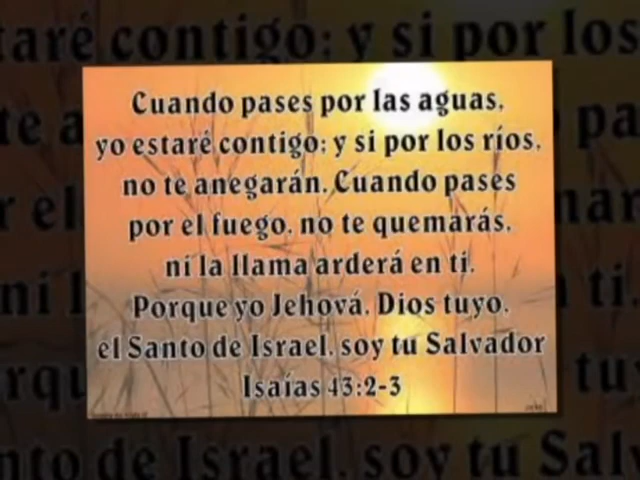 Cuando pases por las aguas,
yo estaré contigo; y si por los ríos,
no te anegarán. Cuando pases
por el fuego, no te quemarás,
ni la llama arderá en ti.
Porque yo Jehová, Dios tuyo,
el Santo de Israel, soy tu Salvador
Isaías 43:2-3